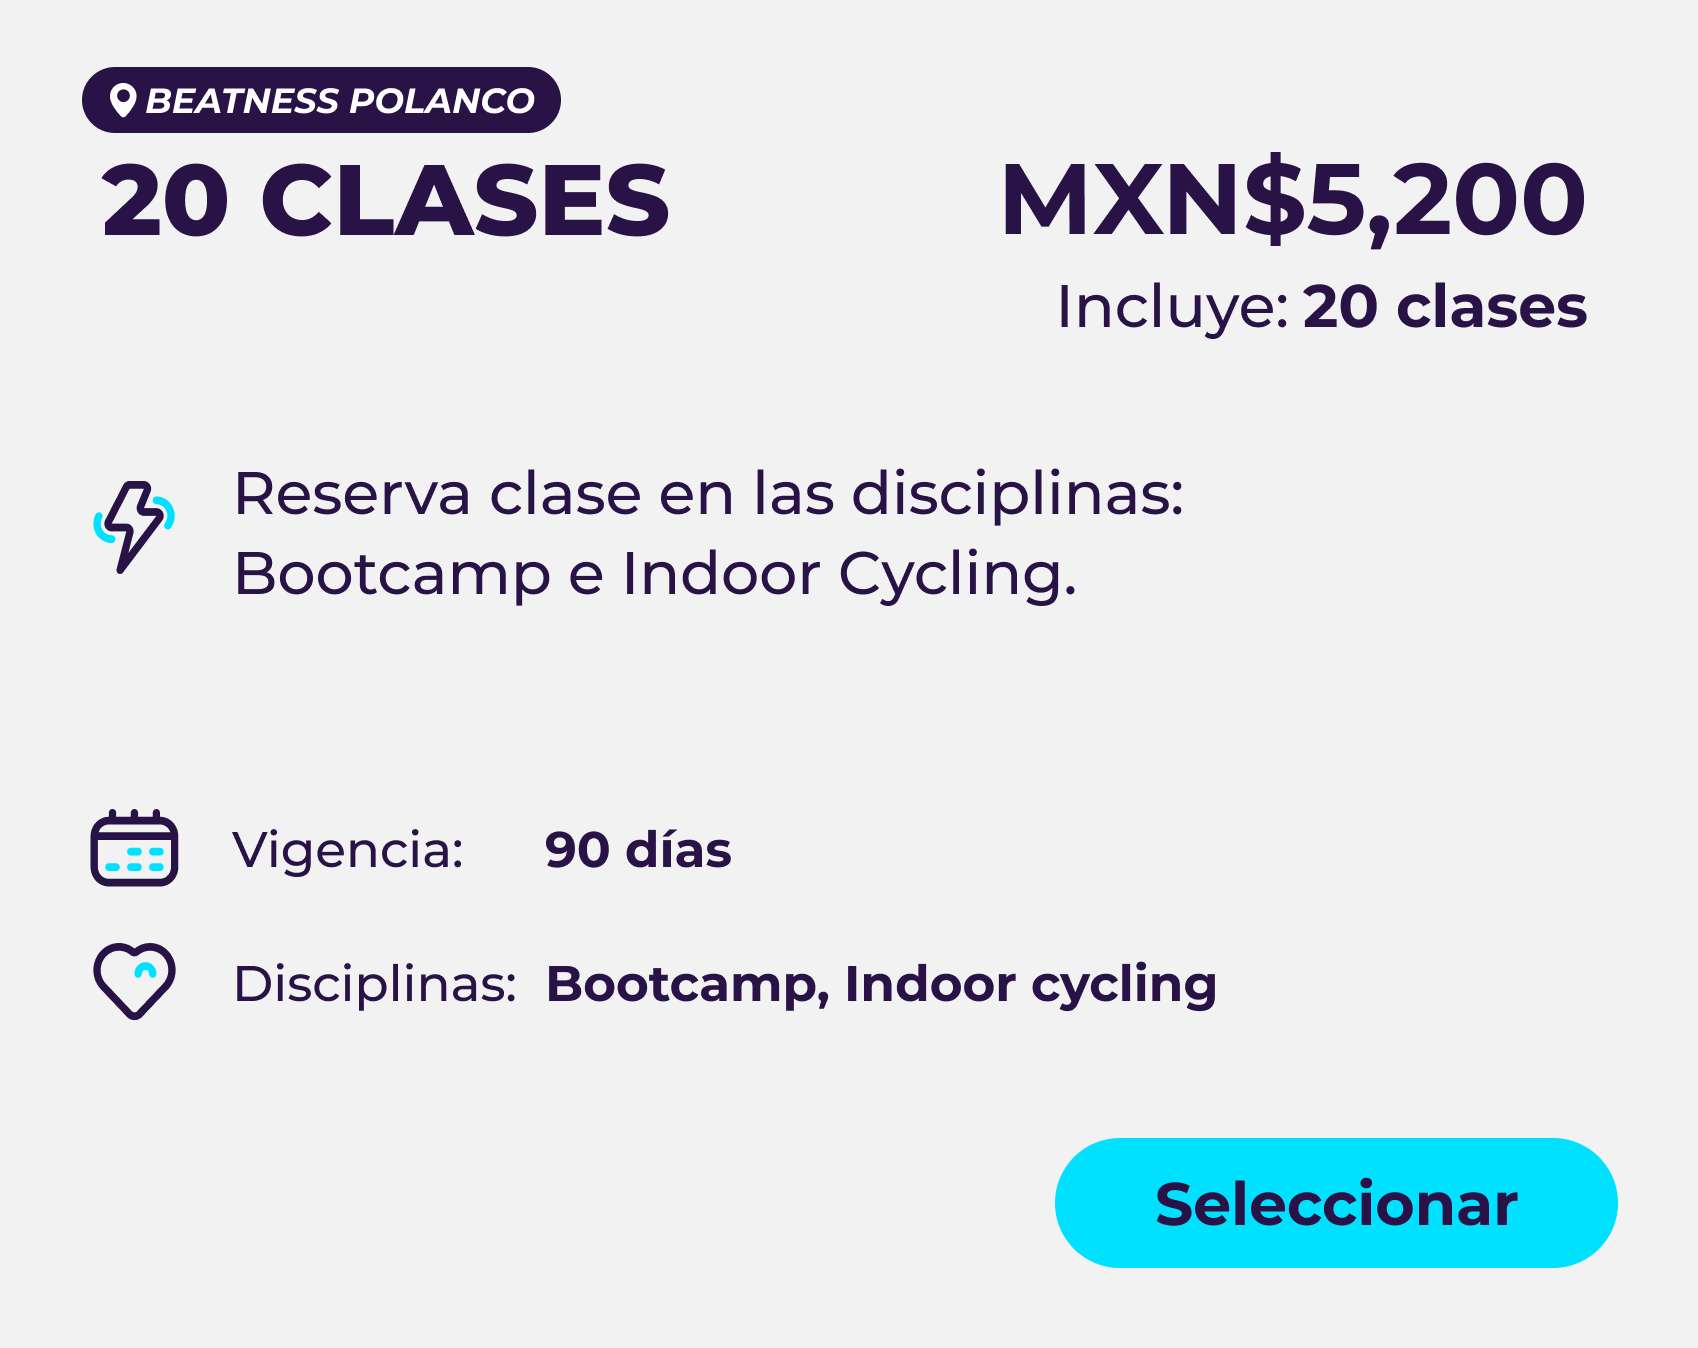 BEATNESS POLANCO
20 CLASES
MXN$5,200
Incluye: 20 clases
Reserva clase en las disciplinas:
Bootcamp e Indoor Cycling.
Vigencia: 90 días
Disciplinas: Bootcamp, Indoor cycling
Seleccionar